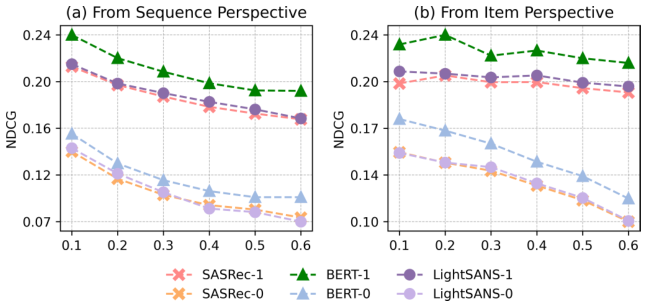 (a) From Sequence Perspective
(b) From Item Perspective
NDCG
0.24
0.20
0.16
0.12
0.07
0.1 0.2 0.3 0.4 0.5 0.6
NDCG
0.24
0.20
0.17
0.14
0.10
0.1 0.2 0.3 0.4 0.5 0.6
SASRec-1 BERT-1 LightSANS-1
SASRec-0 BERT-0 LightSANS-0